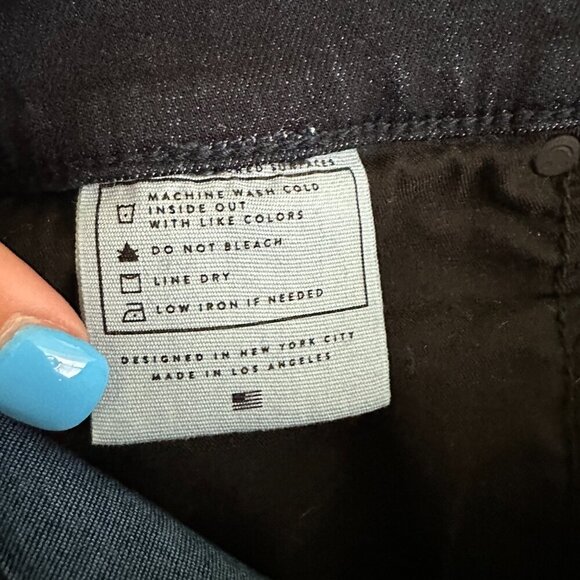 SURFACES
MACHINE WASH COLD
INSIDE OUT
WITH LIKE COLORS
DO NOT BLEACH
LINE DRY
LOW IRON IF NEEDED
DESIGNED IN NEW YORK CITY
MADE IN LOS ANGELES